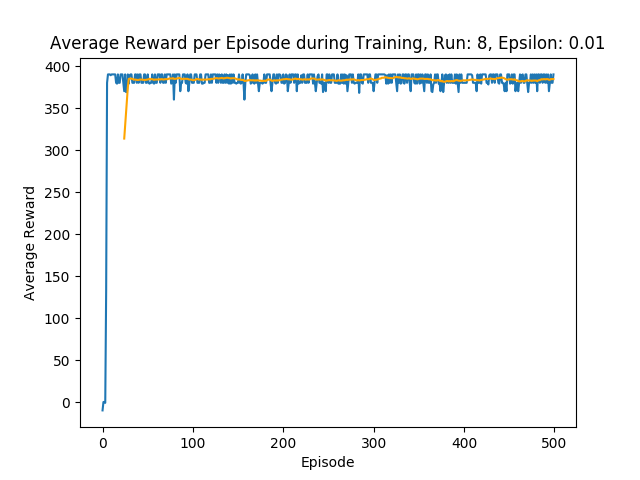 Average Reward per Episode during Training, Run: 8, Epsilon: 0.01
400
350
300
250
200
150
100
50
0
Average Reward
0 100 200 300 400 500
Episode